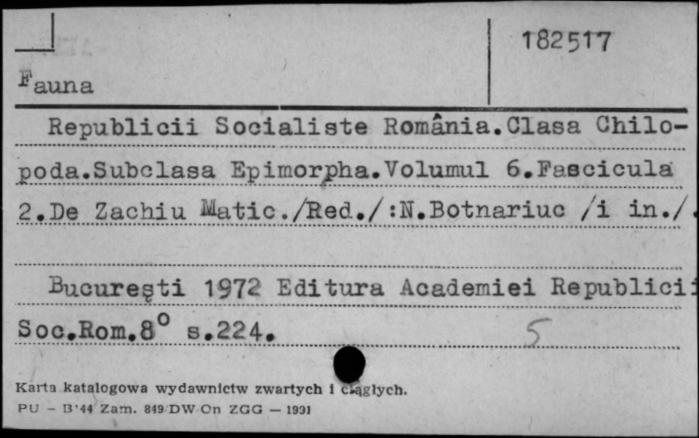 182517
Fauna
Republicii Socialiste România.Clasa Chilo-
poda.Subclasa Epimorpha.Volumul 6.Fascicula
2.De Zachiu Matic./Red./:N.Botnariuc /i in./.
Bucureşti 1972 Editura Academiei Republicii
Soc.Rom.8° s.224.
5
Karta katalogowa wydawnictw zwartych i ciągłych.
PU - B'44 Zam. 849 DW On ZGG - 1991